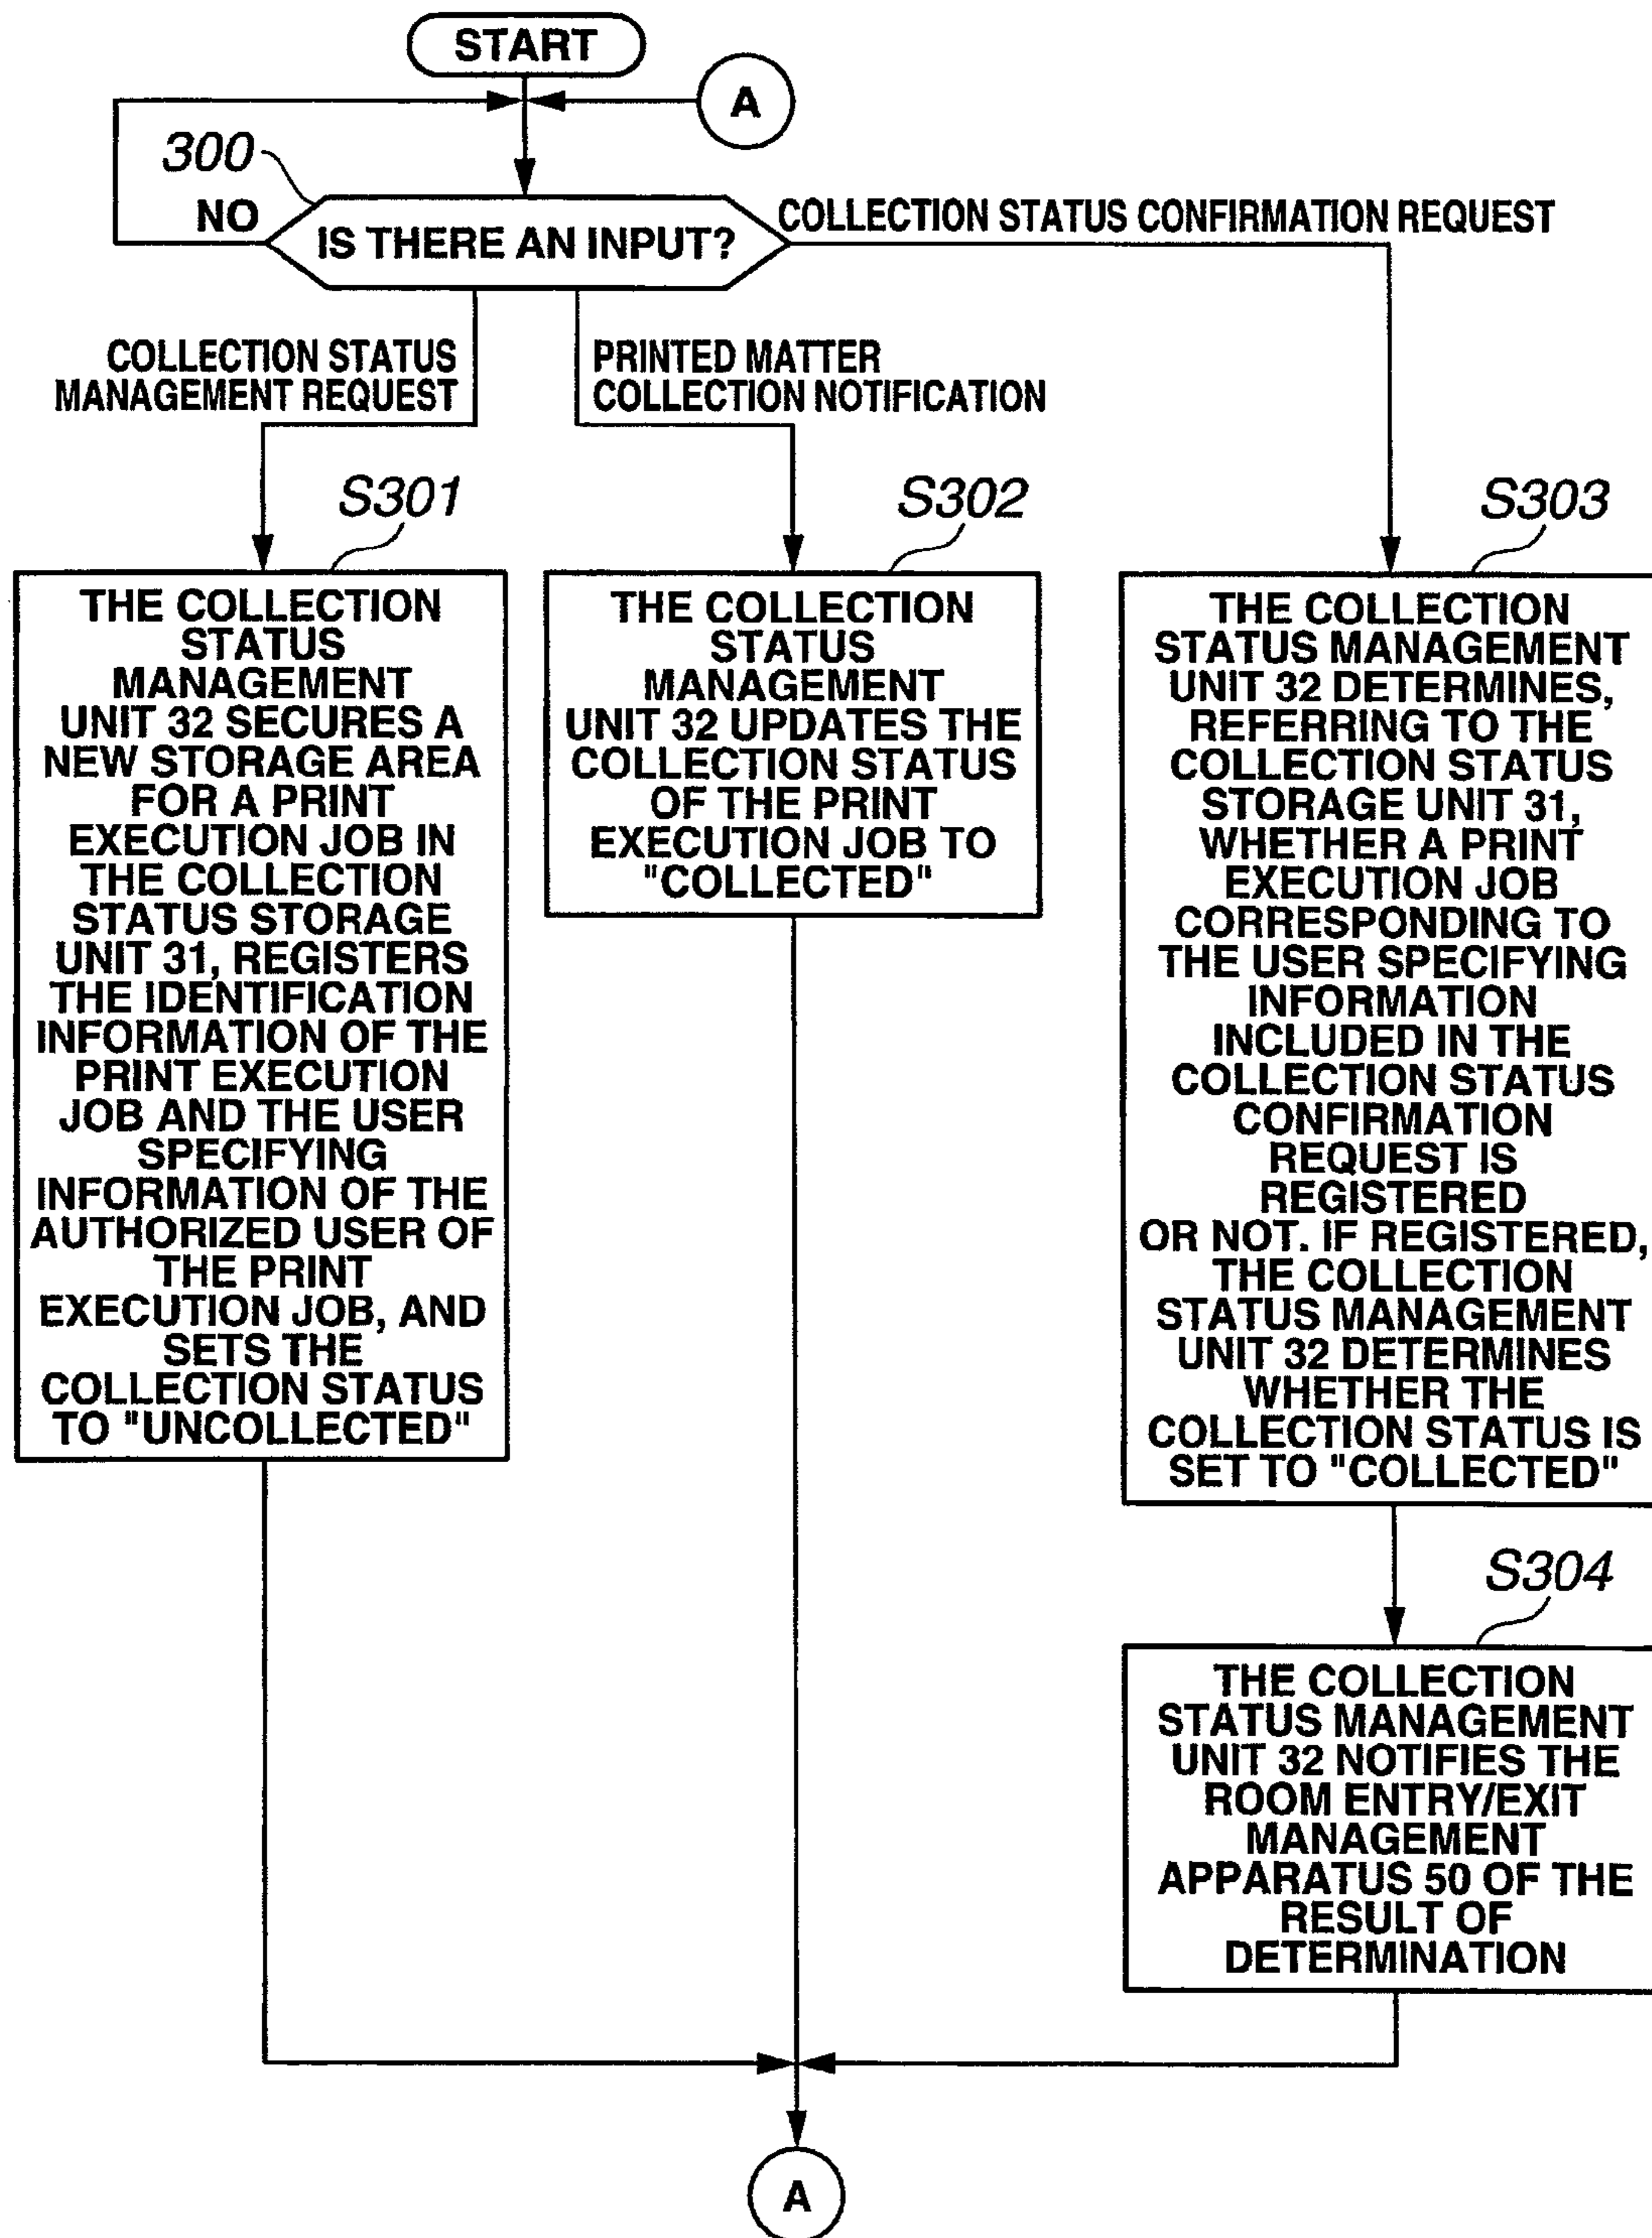 START
A
300
NO
IS THERE AN INPUT?
COLLECTION STATUS CONFIRMATION REQUEST
COLLECTION STATUS
MANAGEMENT REQUEST
PRINTED MATTER
COLLECTION NOTIFICATION
S301
THE COLLECTION
STATUS
MANAGEMENT
UNIT 32 SECURES A
NEW STORAGE AREA
FOR A PRINT
EXECUTION JOB IN
THE COLLECTION
STATUS STORAGE
UNIT 31, REGISTERS
THE IDENTIFICATION
INFORMATION OF THE
PRINT EXECUTION
JOB AND THE USER
SPECIFYING
INFORMATION OF THE
AUTHORIZED USER OF
THE PRINT
EXECUTION JOB, AND
SETS THE
COLLECTION STATUS
TO "UNCOLLECTED"
S302
THE COLLECTION
STATUS
MANAGEMENT
UNIT 32 UPDATES THE
COLLECTION STATUS
OF THE PRINT
EXECUTION JOB TO
"COLLECTED"
S303
THE COLLECTION
STATUS MANAGEMENT
UNIT 32 DETERMINES,
REFERRING TO THE
COLLECTION STATUS
STORAGE UNIT 31,
WHETHER A PRINT
EXECUTION JOB
CORRESPONDING TO
THE USER SPECIFYING
INFORMATION
INCLUDED IN THE
COLLECTION STATUS
CONFIRMATION
REQUEST IS
REGISTERED
OR NOT. IF REGISTERED,
THE COLLECTION
STATUS MANAGEMENT
UNIT 32 DETERMINES
WHETHER THE
COLLECTION STATUS IS
SET TO "COLLECTED"
S304
THE COLLECTION
STATUS MANAGEMENT
UNIT 32 NOTIFIES THE
ROOM ENTRY/EXIT
MANAGEMENT
APPARATUS 50 OF THE
RESULT OF
DETERMINATION
A